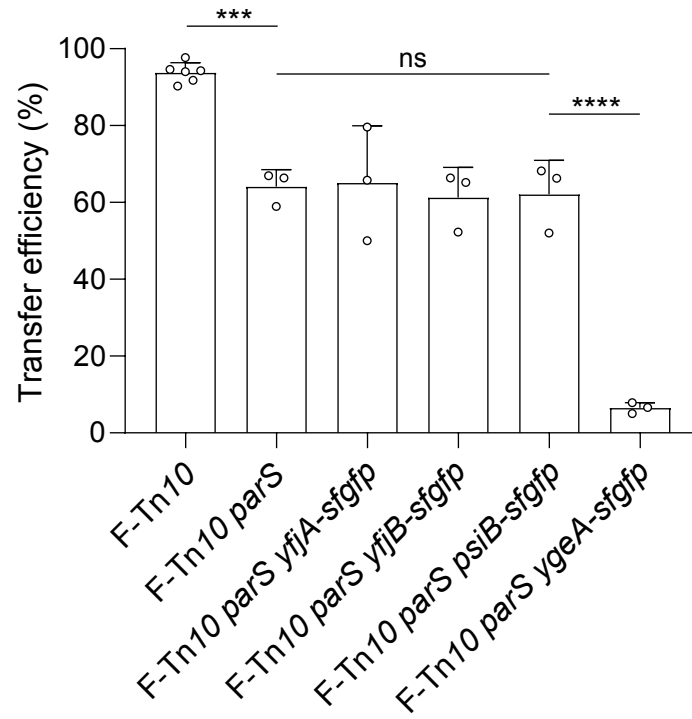 ***
ns
****
Transfer efficiency (%)
100
80
60
40
20
0
F-Tn10
F-Tn10 parS
F-Tn10 parS yfjA-sfgfp
F-Tn10 parS yfjB-sfgfp
F-Tn10 parS psiB-sfgfp
F-Tn10 parS ygeA-sfgfp